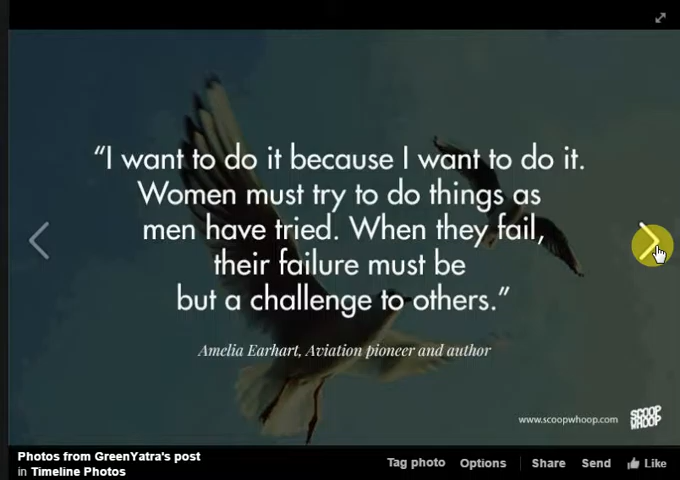 “I want to do it because I want to do it.
Women must try to do things as
men have tried. When they fail,
their failure must be
but a challenge to others.”
Amelia Earhart, Aviation pioneer and author
www.scoopwhoop.com
SCOOP
WHOOP
Photos from GreenYatra's post
in Timeline Photos
Tag photo Options Share Send Like